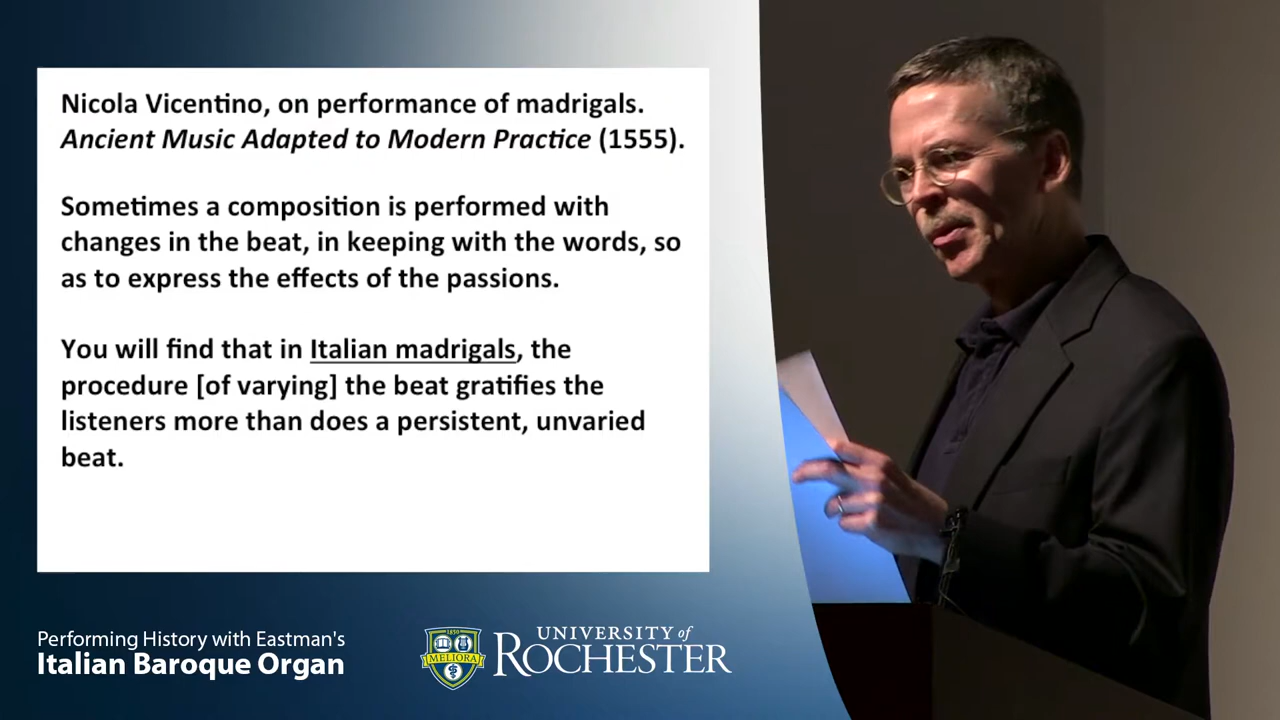 Nicola Vicentino, on performance of madrigals.
Ancient Music Adapted to Modern Practice (1555).
Sometimes a composition is performed with
changes in the beat, in keeping with the words, so
as to express the effects of the passions.
You will find that in Italian madrigals, the
procedure [of varying] the beat gratifies the
listeners more than does a persistent, unvaried
beat.
Performing History with Eastman's
Italian Baroque Organ
1850
MELIORA
UNIVERSITY of
ROCHESTER